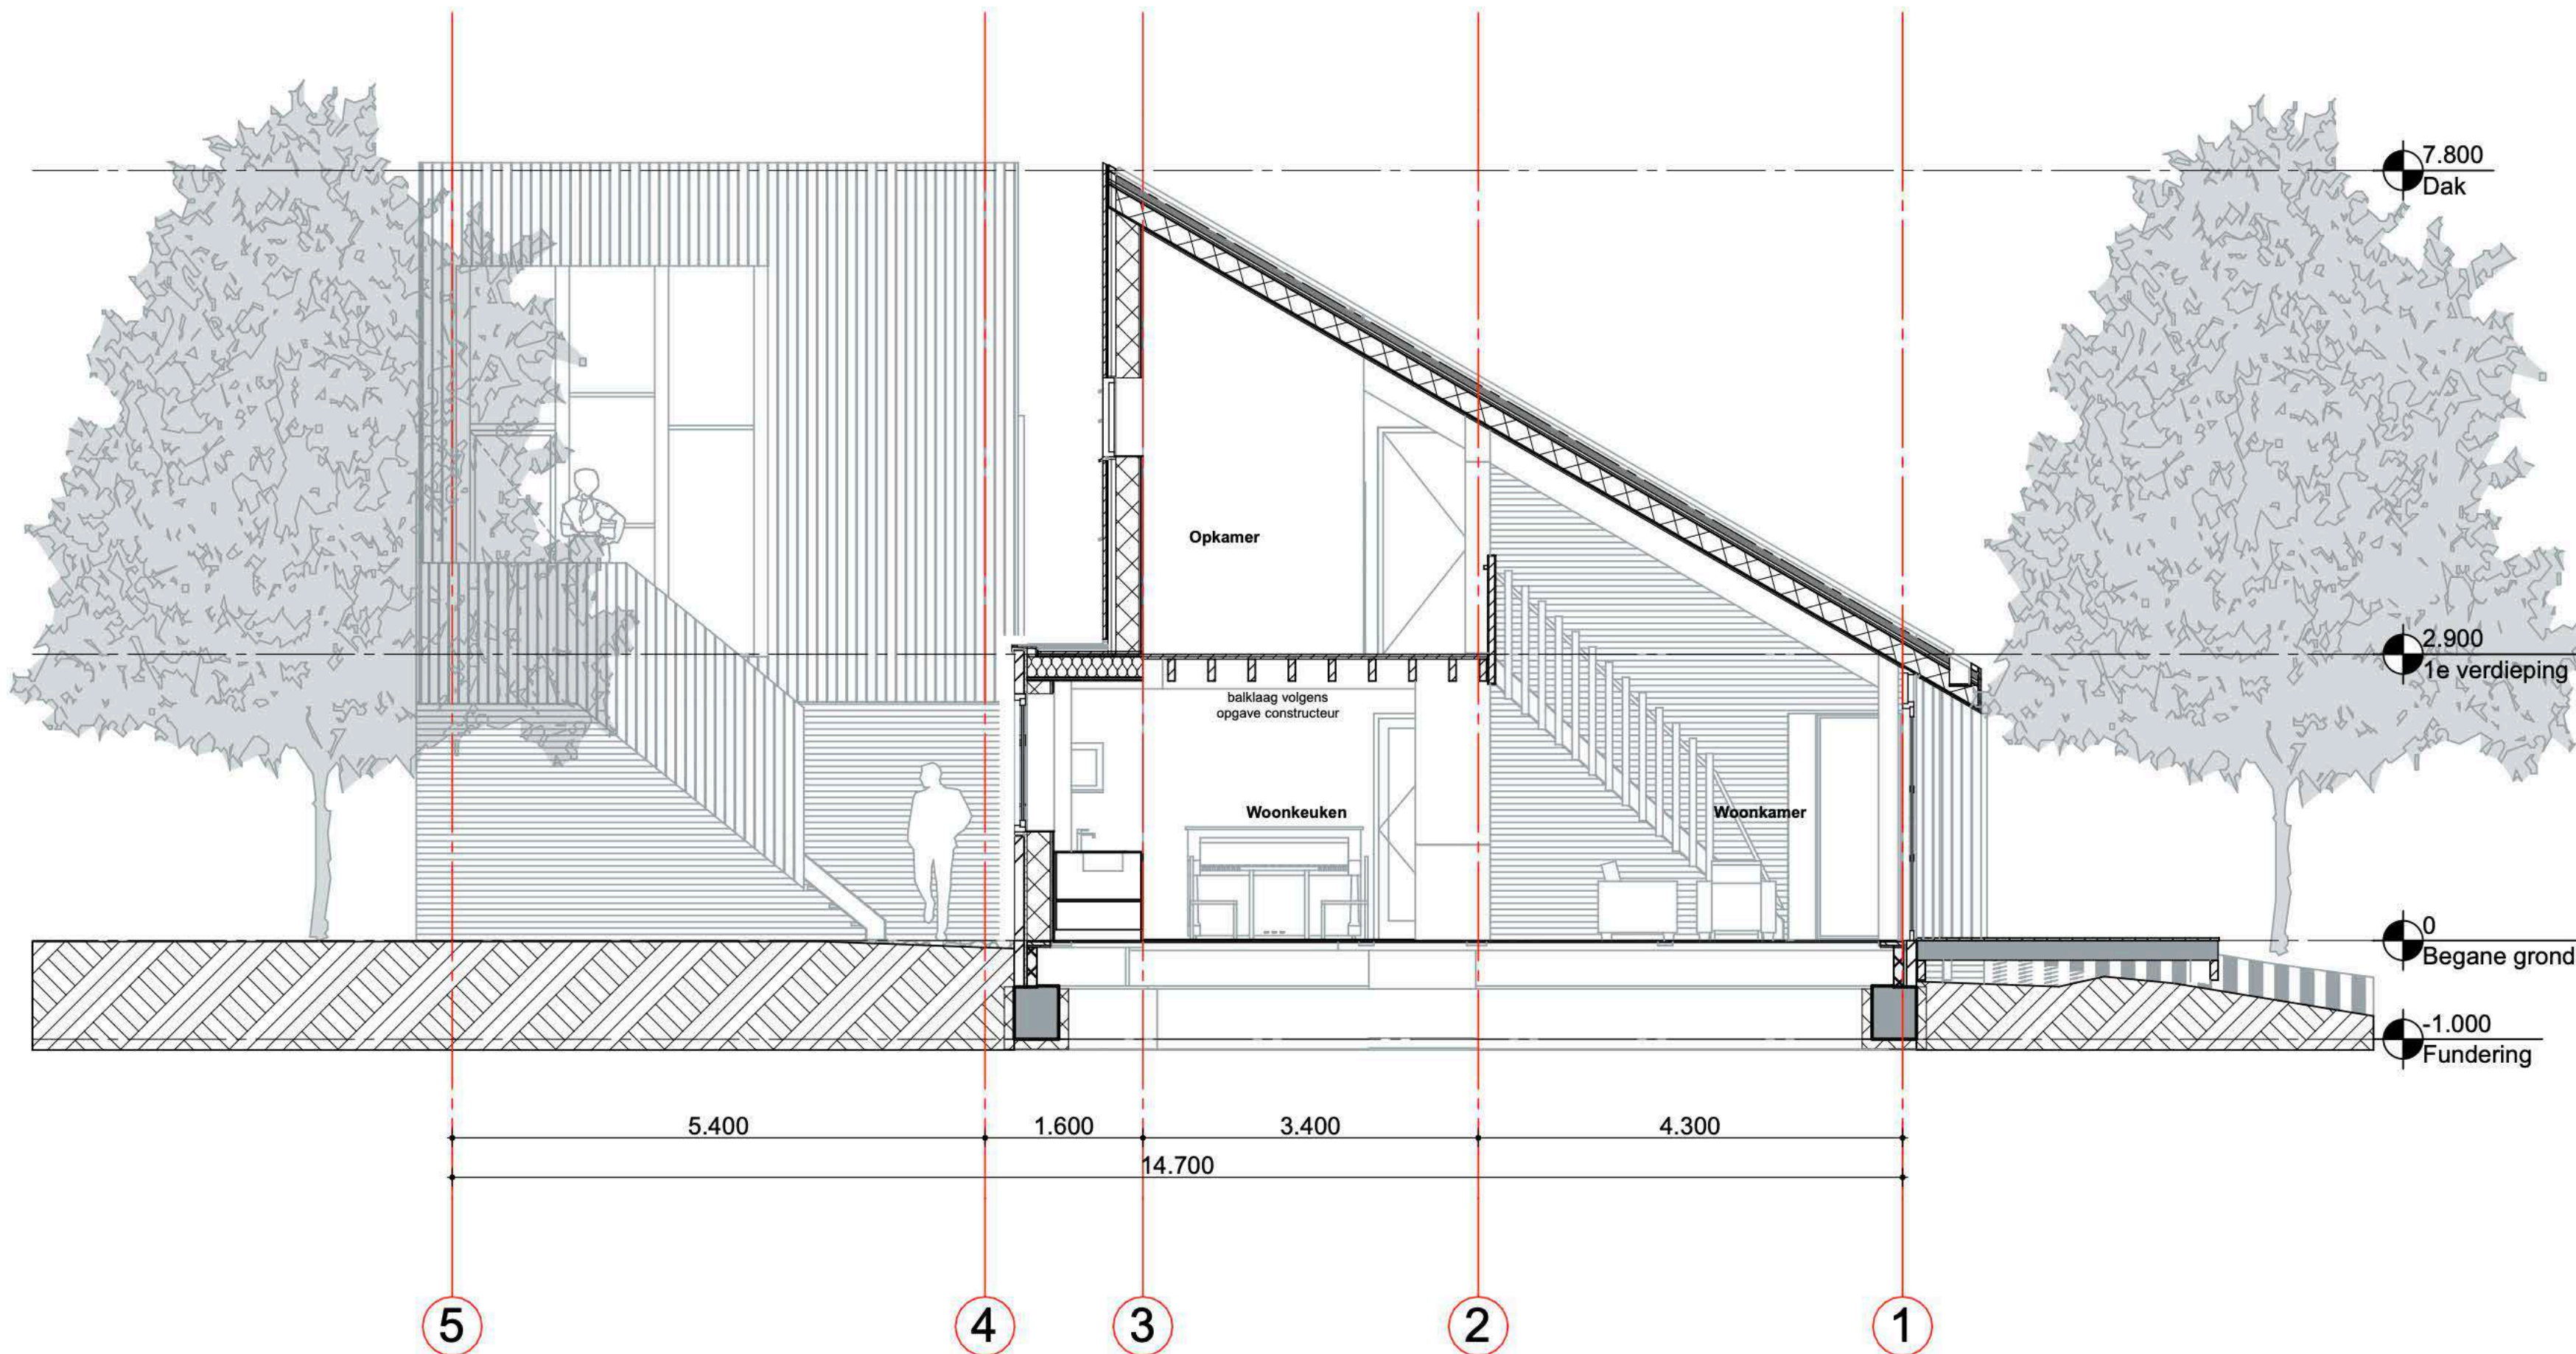 7.800
Dak
Opkamer
2.900
1e verdieping
balklaag volgens
opgave constructeur
Woonkeuken
Woonkamer
0
Begane grond
-1.000
Fundering
5.400
1.600
3.400
4.300
14.700
5
4
3
2
1